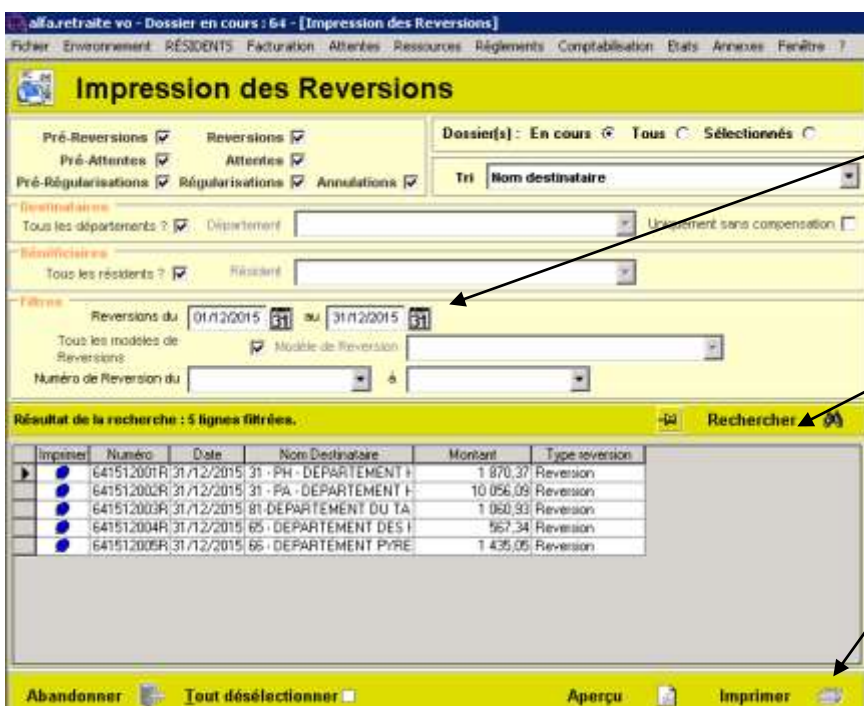 alfa.retraite vo - Dossier en cours : 64 - [Impression des Reversions]
Fichier Environnement RÉSIDENTS Facturation Attentes Ressources Règlements Comptabilisation Etats Annexes Fenêtre ?
Impression des Reversions
Pré-Reversions Reversions
Pré-Attentes Attentes
Pré-Régularisations Régularisations Annulations
Dossier[s] : En cours Tous Sélectionnés
Tri Nom destinataire
Destinataires
Tous les départements ? Département Uniquement sans compensation
Bénéficiaires
Tous les résidents ? Résident
Filtres
Reversions du 01/12/2015 31 au 31/12/2015 31
Tous les modèles de Reversions Modèle de Reversion
Numéro de Reversion du à
Résultat de la recherche : 5 lignes filtrées. Rechercher
Imprimer Numéro Date Nom Destinataire Montant Type reversion
641512001R 31/12/2015 31 - PH - DEPARTEMENT H 1 870,37 Reversion
641512002R 31/12/2015 31 - PA - DEPARTEMENT H 10 056,09 Reversion
641512003R 31/12/2015 81-DEPARTEMENT DU TA 1 060,93 Reversion
641512004R 31/12/2015 65 - DEPARTEMENT DES H 567,34 Reversion
641512005R 31/12/2015 66 - DEPARTEMENT PYRE 1 435,05 Reversion
Abandonner Tout désélectionner Aperçu Imprimer